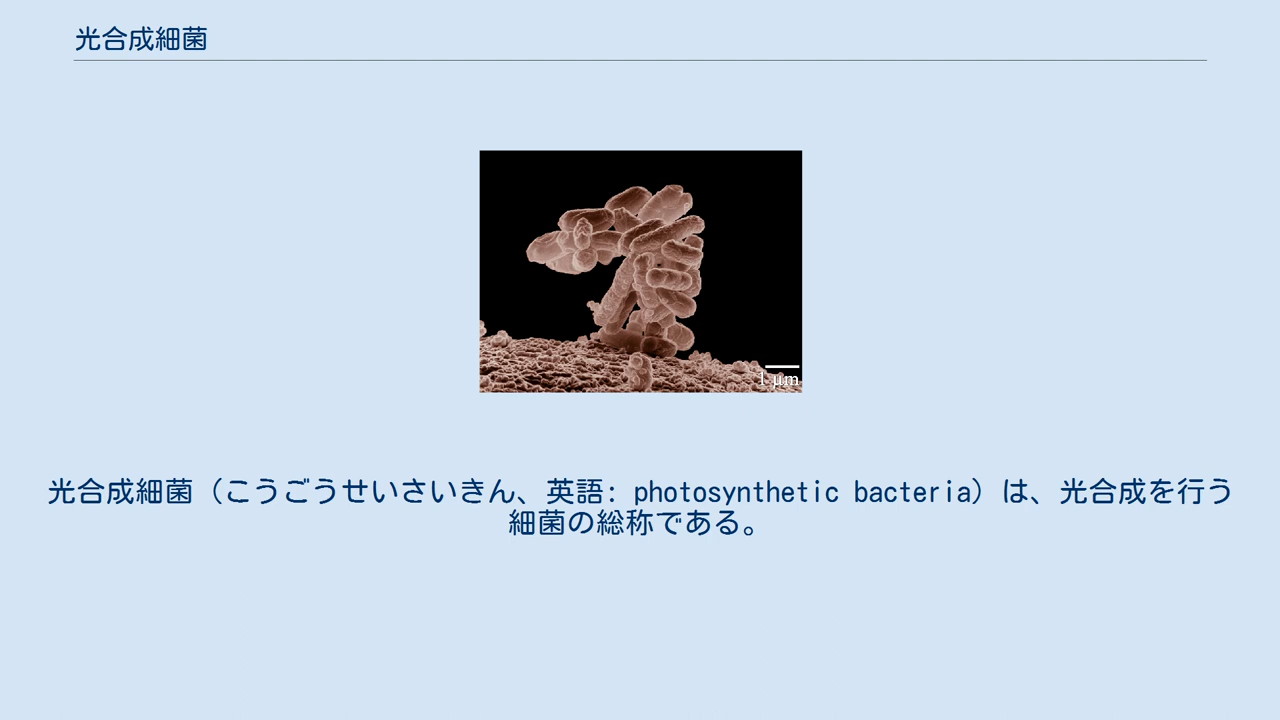 光合成細菌
1 μm
光合成細菌（こうごうせいさいきん、英語: photosynthetic bacteria）は、光合成を行う
細菌の総称である。